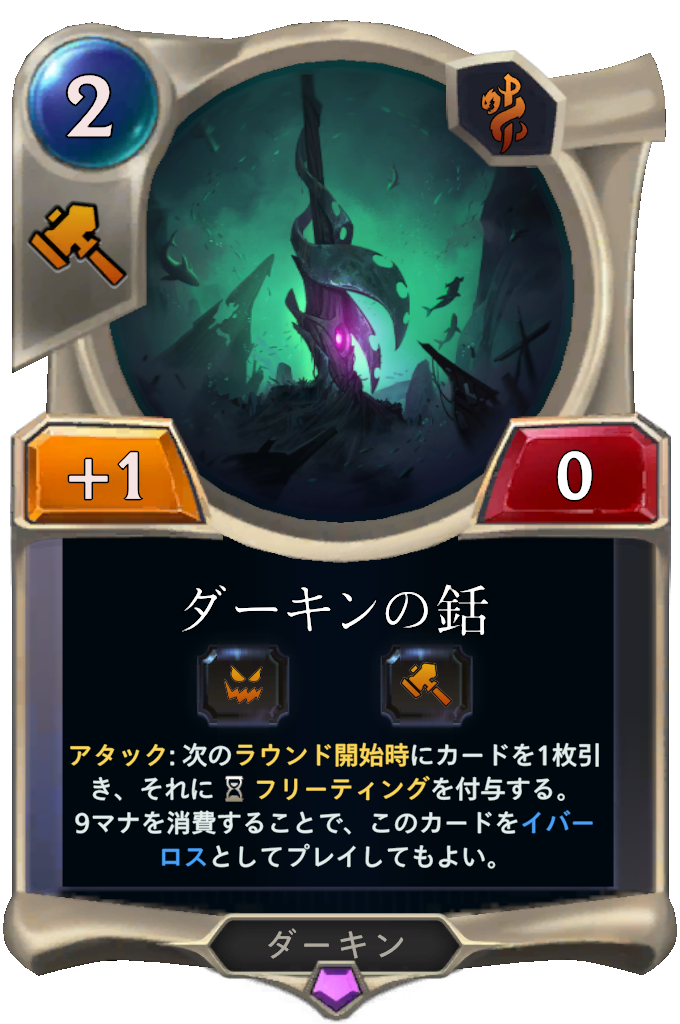 2
+1
0
ダーキンの銛
アタック: 次のラウンド開始時にカードを1枚引
き、それに フリーティングを付与する。
9マナを消費することで、このカードをイバー
ロスとしてプレイしてもよい。
ダーキン